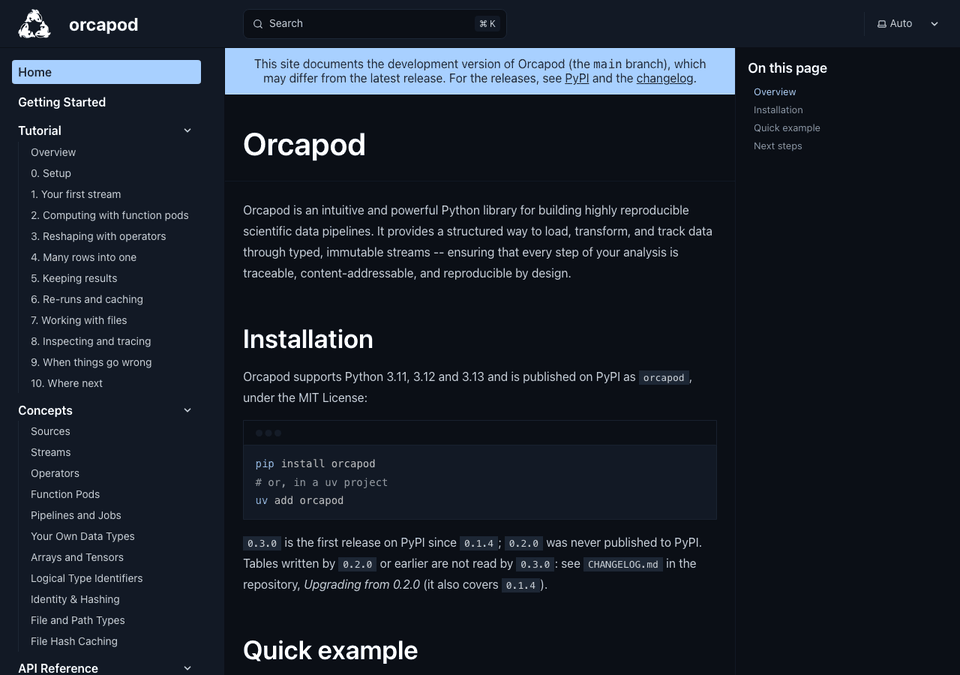 orcapod
Search
⌘ K
Auto
Home
Getting Started
Tutorial
Overview
0. Setup
1. Your first stream
2. Computing with function pods
3. Reshaping with operators
4. Many rows into one
5. Keeping results
6. Re-runs and caching
7. Working with files
8. Inspecting and tracing
9. When things go wrong
10. Where next
Concepts
Sources
Streams
Operators
Function Pods
Pipelines and Jobs
Your Own Data Types
Arrays and Tensors
Logical Type Identifiers
Identity & Hashing
File and Path Types
File Hash Caching
API Reference
This site documents the development version of Orcapod (the main branch), which
may differ from the latest release. For the releases, see PyPI and the changelog.
Orcapod
Orcapod is an intuitive and powerful Python library for building highly reproducible
scientific data pipelines. It provides a structured way to load, transform, and track data
through typed, immutable streams -- ensuring that every step of your analysis is
traceable, content-addressable, and reproducible by design.
Installation
Orcapod supports Python 3.11, 3.12 and 3.13 and is published on PyPI as orcapod,
under the MIT License:
pip install orcapod
# or, in a uv project
uv add orcapod
0.3.0 is the first release on PyPI since 0.1.4; 0.2.0 was never published to PyPI.
Tables written by 0.2.0 or earlier are not read by 0.3.0: see CHANGELOG.md in the
repository, Upgrading from 0.2.0 (it also covers 0.1.4).
Quick example
On this page
Overview
Installation
Quick example
Next steps